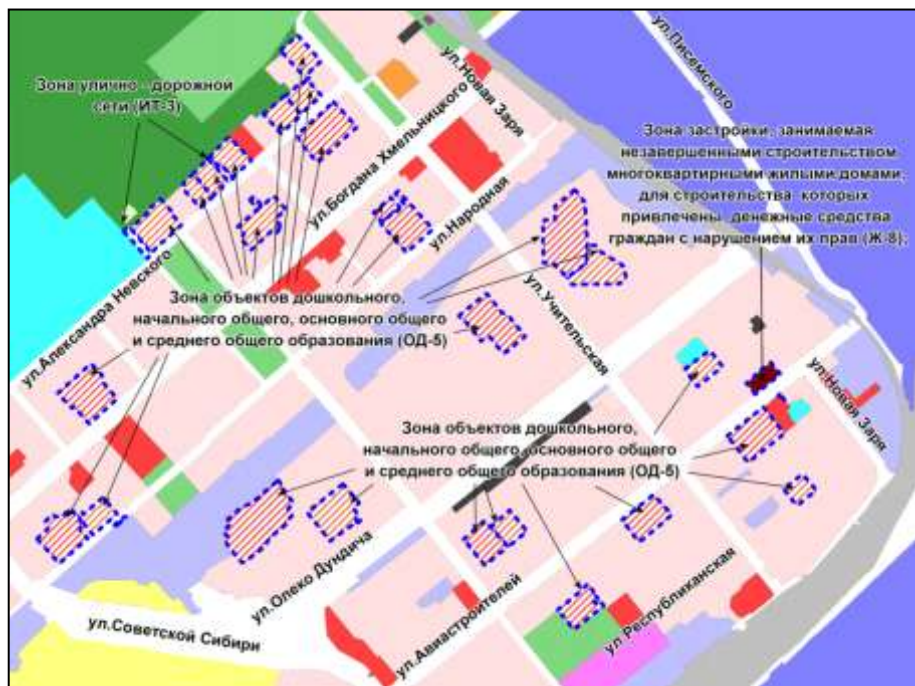 ул.Писемского
ул.Новая Заря
Зона улично - дорожной
сети (ИТ-3)
ул.Богдана Хмельницкого
Зона застройки, занимаемая
незавершенными строительством
многоквартирными жилыми домами,
для строительства которых
привлечены денежные средства
граждан с нарушением их прав (Ж-8);
ул.Народная
ул.Александра Невского
Зона объектов дошкольного,
начального общего, основного общего
и среднего общего образования (ОД-5)
ул.Учительская
ул.Новая Заря
Зона объектов дошкольного,
начального общего, основного общего
и среднего общего образования (ОД-5)
ул.Олеко Дундича
ул.Авиастроителей
ул.Республиканская
ул.Советской Сибири